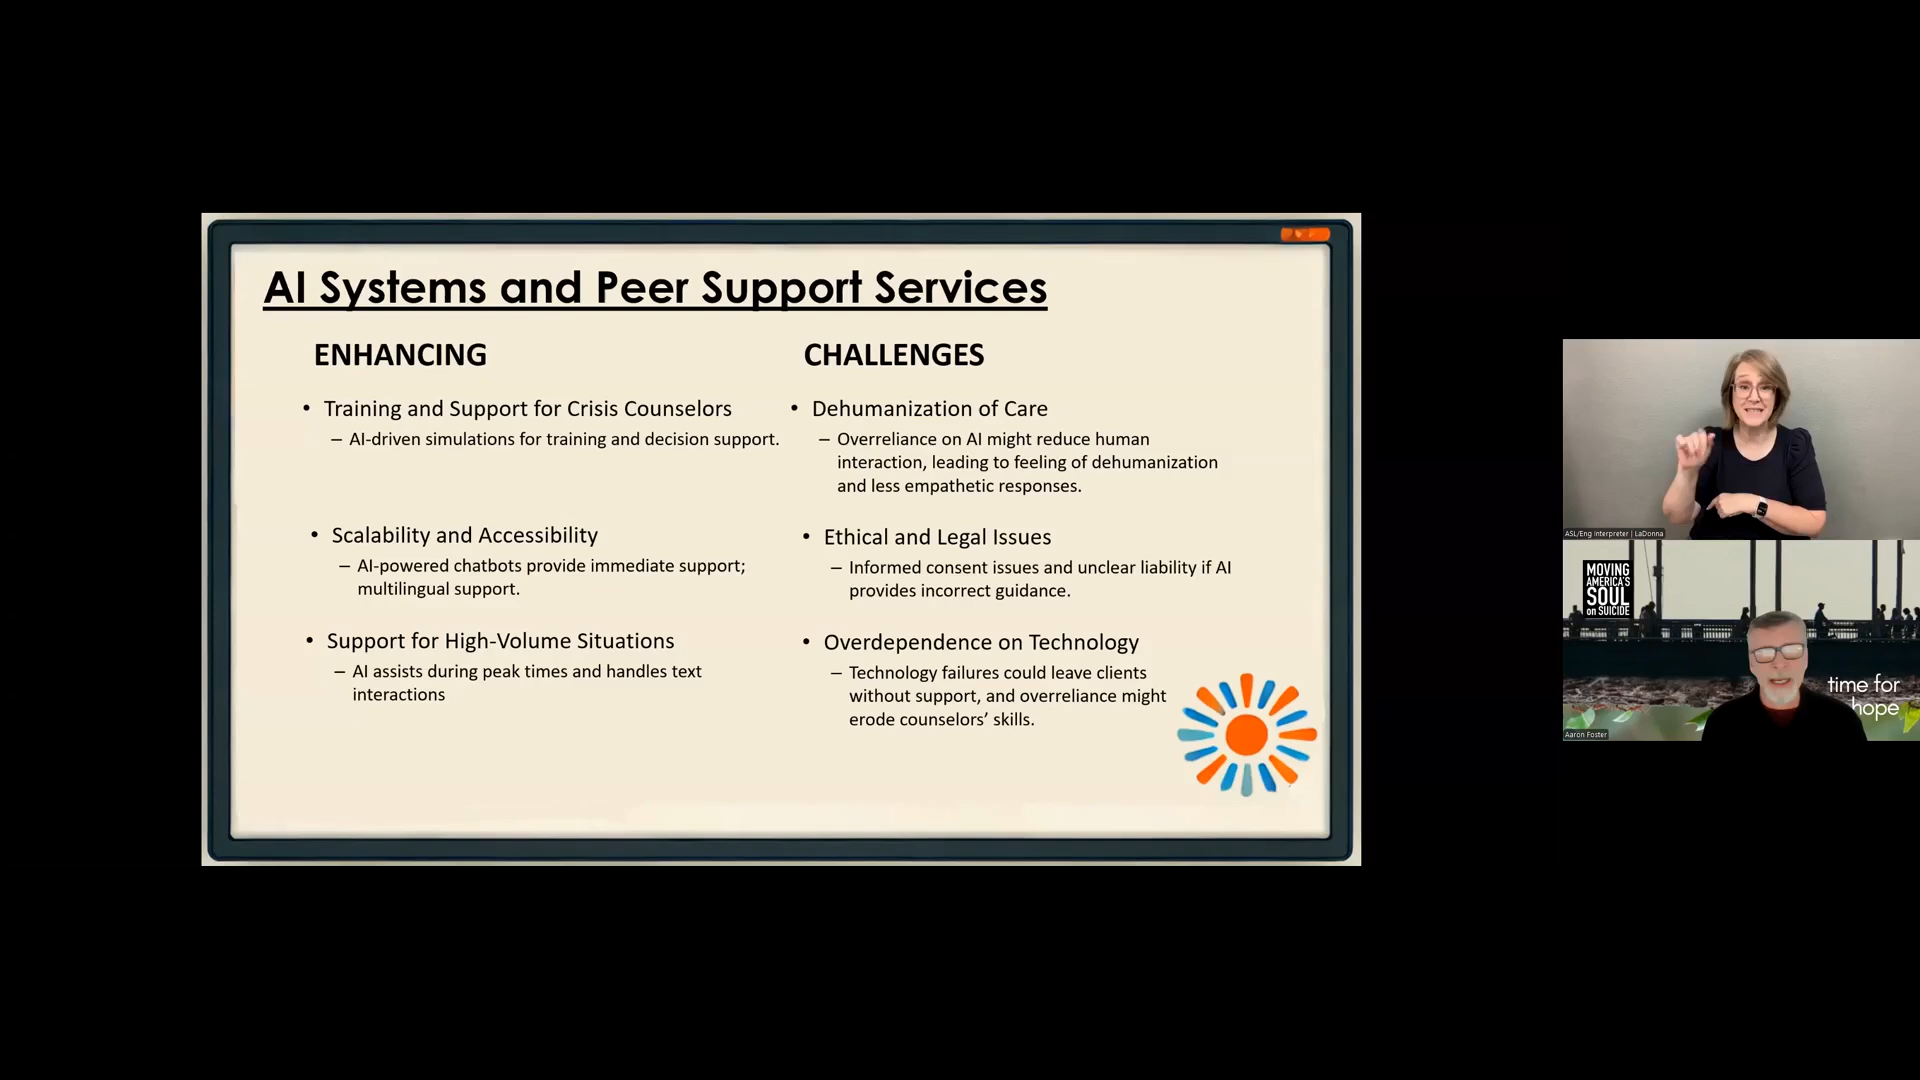 AI Systems and Peer Support Services
ENHANCING
• Training and Support for Crisis Counselors
– AI-driven simulations for training and decision support.
• Scalability and Accessibility
– AI-powered chatbots provide immediate support;
multilingual support.
• Support for High-Volume Situations
– AI assists during peak times and handles text
interactions
CHALLENGES
• Dehumanization of Care
– Overreliance on AI might reduce human
interaction, leading to feeling of dehumanization
and less empathetic responses.
• Ethical and Legal Issues
– Informed consent issues and unclear liability if AI
provides incorrect guidance.
• Overdependence on Technology
– Technology failures could leave clients
without support, and overreliance might
erode counselors’ skills.
ASL/Eng Interpreter | LaDonna
MOVING
AMERICA'S
SOUL
on SUICIDE
time for
hope
Aaron Foster